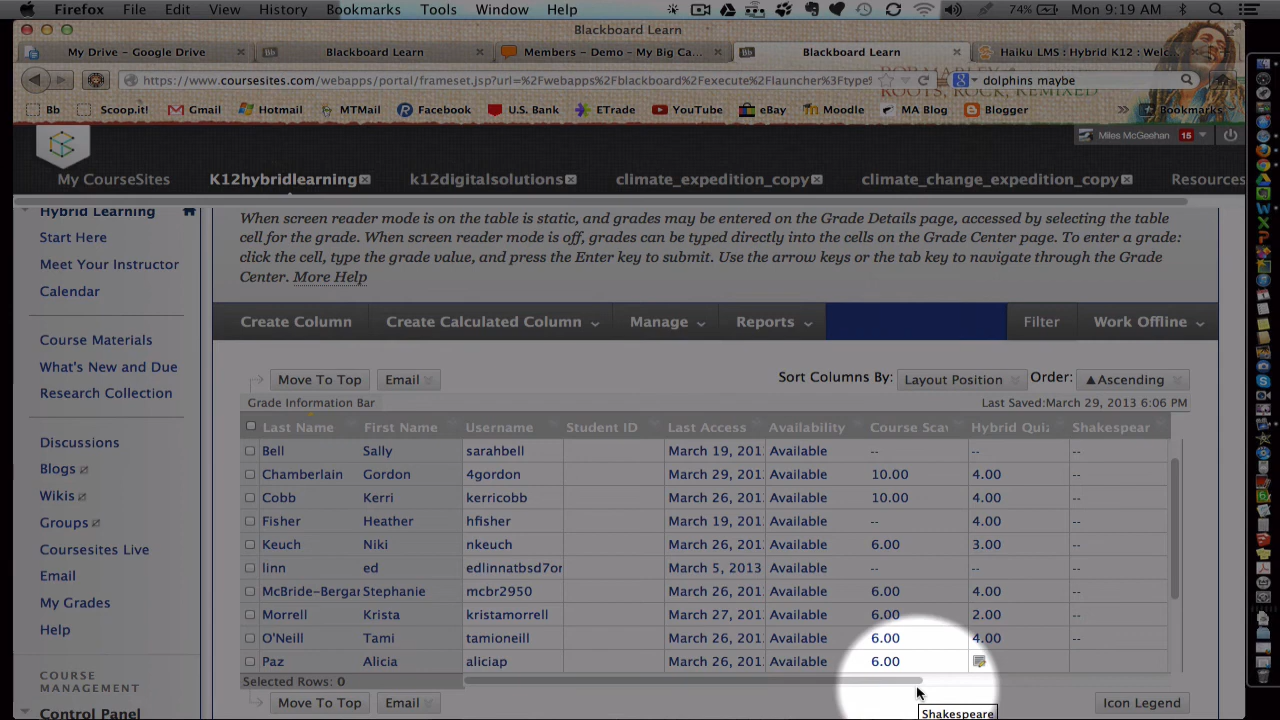 Firefox File Edit View History Bookmarks Tools Window Help 74% Mon 9:19 AM
Blackboard Learn
My Drive – Google Drive Bb Blackboard Learn Members – Demo – My Big Ca... Bb Blackboard Learn Haiku LMS : Hybrid K12 : Welc...
https://www.coursesites.com/webapps/portal/frameset.jsp?url=%2Fwebapps%2Fblackboard%2Fexecute%2Flauncher%3Ftype dolphins maybe
ROOTS, ROCK, REMIXED
Bb Scoop.it! Gmail Hotmail MTMail Facebook U.S. Bank ETrade YouTube eBay Moodle MA Blog Blogger » Bookmarks
Miles McGeehan 15
My CourseSites K12hybridlearning k12digitalsolutions climate_expedition_copy climate_change_expedition_copy Resources
Hybrid Learning
Start Here
Meet Your Instructor
Calendar
Course Materials
What's New and Due
Research Collection
Discussions
Blogs
Wikis
Groups
Coursesites Live
Email
My Grades
Help
COURSE
MANAGEMENT
Control Panel
When screen reader mode is on the table is static, and grades may be entered on the Grade Details page, accessed by selecting the table
cell for the grade. When screen reader mode is off, grades can be typed directly into the cells on the Grade Center page. To enter a grade:
click the cell, type the grade value, and press the Enter key to submit. Use the arrow keys or the tab key to navigate through the Grade
Center. More Help
Create Column Create Calculated Column Manage Reports Filter Work Offline
Move To Top Email Sort Columns By: Layout Position Order: Ascending
Grade Information Bar Last Saved:March 29, 2013 6:06 PM
Last Name First Name Username Student ID Last Access Availability Course Scav Hybrid Quiz Shakespear
Bell Sally sarahbell March 19, 201 Available -- -- --
Chamberlain Gordon 4gordon March 29, 201 Available 10.00 4.00 --
Cobb Kerri kerricobb March 26, 201 Available 10.00 4.00 --
Fisher Heather hfisher March 19, 201 Available -- 4.00 --
Keuch Niki nkeuch March 26, 201 Available 6.00 3.00 --
linn ed edlinnatbsd7or March 5, 2013 Available -- -- --
McBride-Bergar Stephanie mcbr2950 March 26, 201 Available 6.00 4.00 --
Morrell Krista kristamorrell March 27, 201 Available 6.00 2.00 --
O'Neill Tami tamioneill March 26, 201 Available 6.00 4.00 --
Paz Alicia aliciap March 26, 201 Available 6.00
Selected Rows: 0
Move To Top Email Icon Legend
Shakespeare